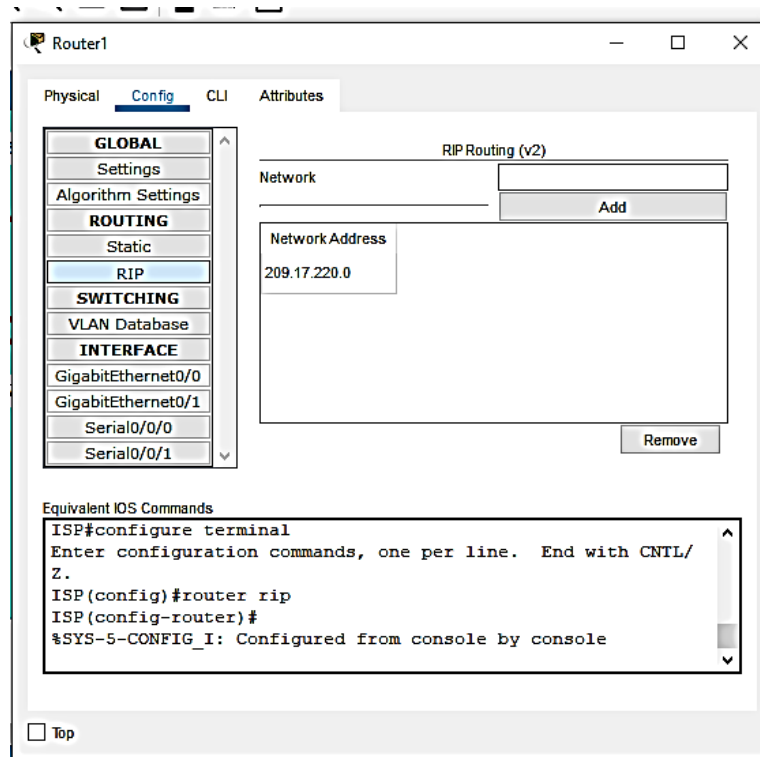 Router1
Physical Config CLI Attributes
GLOBAL
Settings
Algorithm Settings
ROUTING
Static
RIP
SWITCHING
VLAN Database
INTERFACE
GigabitEthernet0/0
GigabitEthernet0/1
Serial0/0/0
Serial0/0/1
RIP Routing (v2)
Network
Add
Network Address
209.17.220.0
Remove
Equivalent IOS Commands
ISP#configure terminal
Enter configuration commands, one per line. End with CNTL/
Z.
ISP(config)#router rip
ISP(config-router)#
%SYS-5-CONFIG_I: Configured from console by console
Top